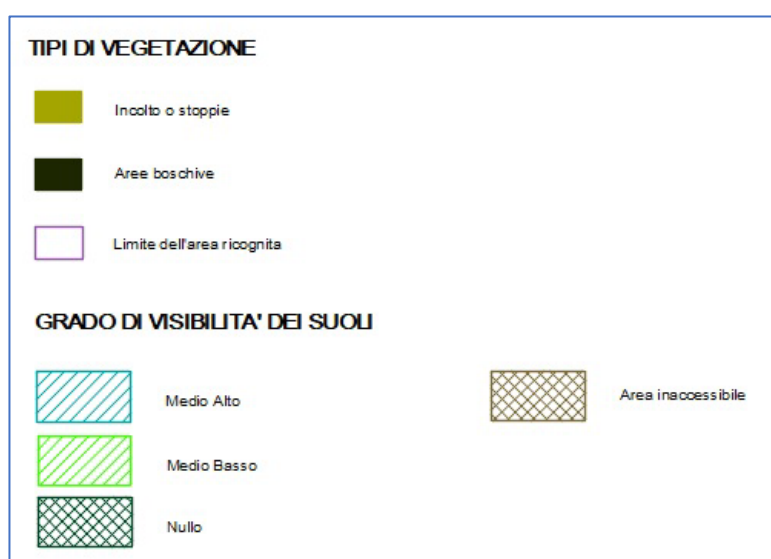 TIPI DI VEGETAZIONE
Incolto o stoppie
Aree boschive
Limite dell'area ricognita
GRADO DI VISIBILITA' DEI SUOLI
Medio Alto
Area inaccessibile
Medio Basso
Nullo